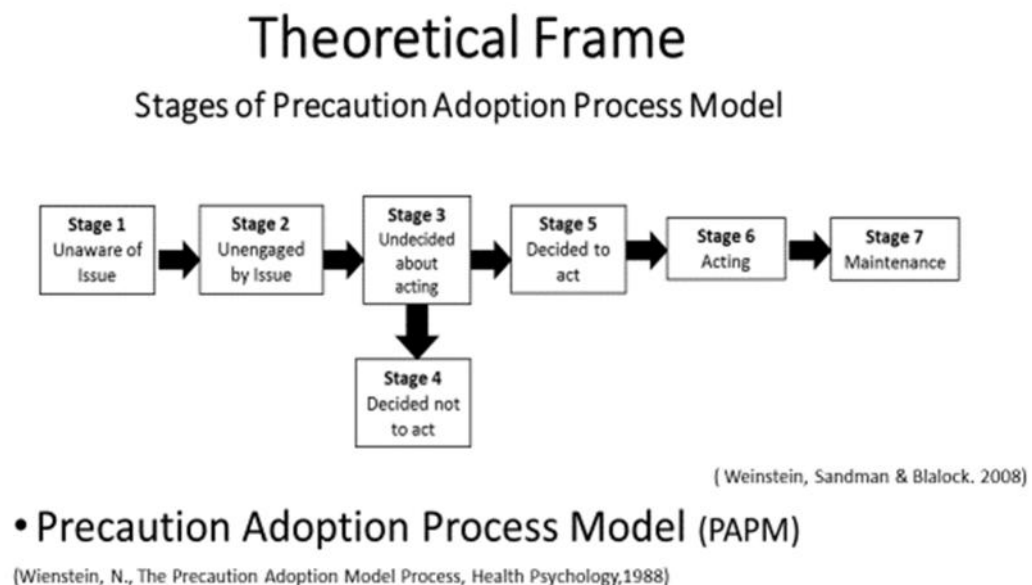 Theoretical Frame
Stages of Precaution Adoption Process Model
Stage 1
Unaware of
Issue
Stage 2
Unengaged
by Issue
Stage 3
Undecided
about
acting
Stage 4
Decided not
to act
Stage 5
Decided to
act
Stage 6
Acting
Stage 7
Maintenance
( Weinstein, Sandman & Blalock. 2008)
• Precaution Adoption Process Model (PAPM)
(Wienstein, N., The Precaution Adoption Model Process, Health Psychology,1988)